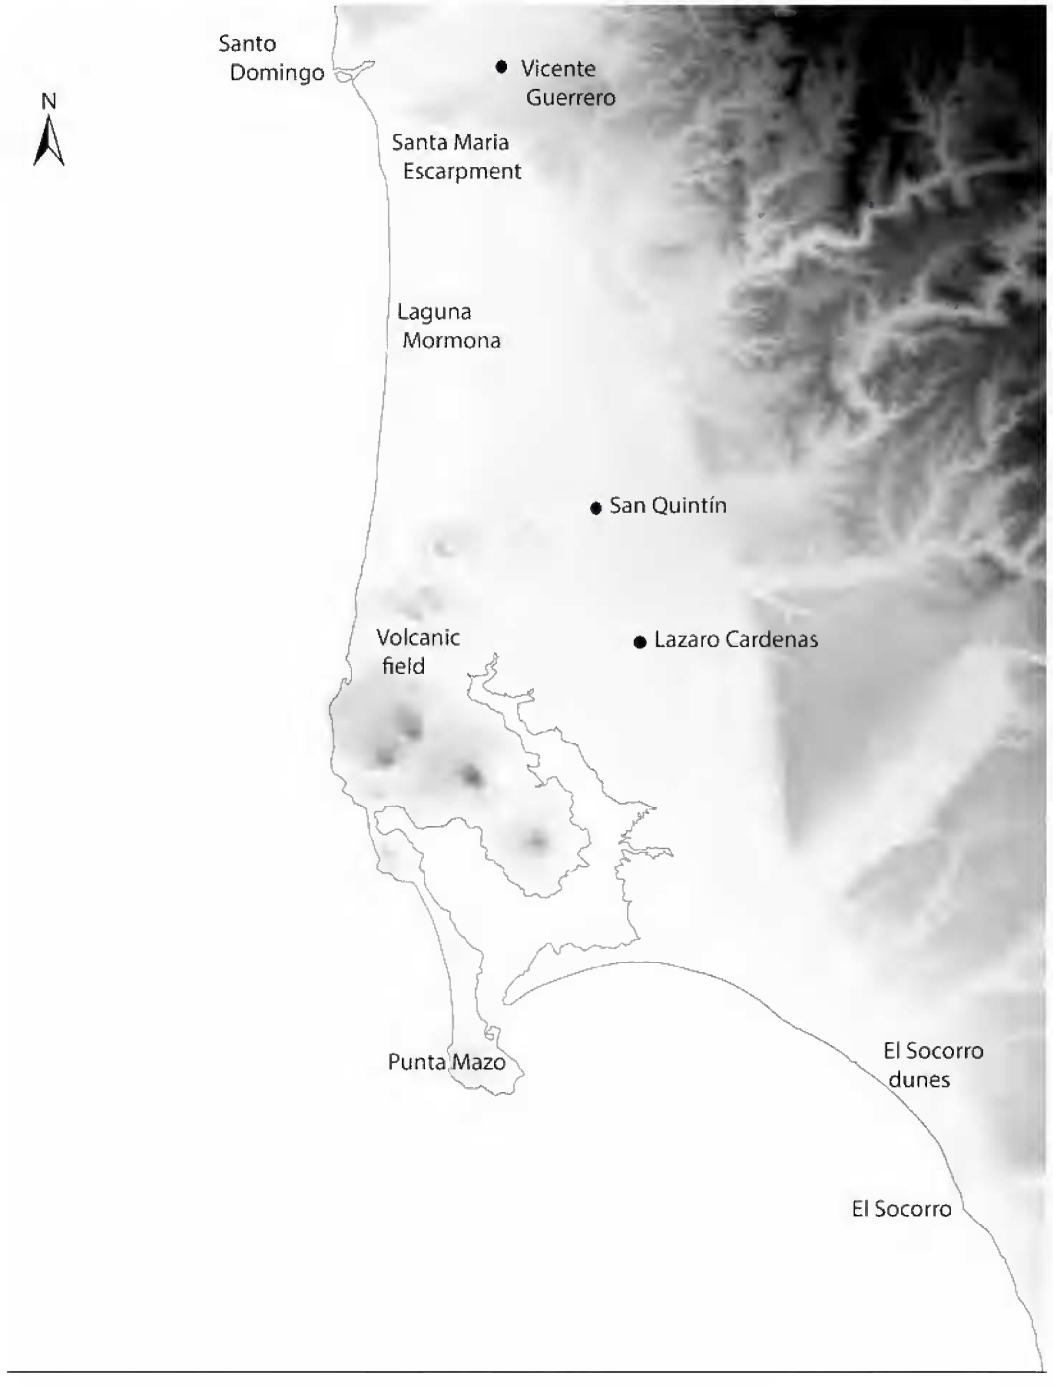 Santo
Domingo
Vicente
Guerrero
N
Santa Maria
Escarpment
Laguna
Mormona
San Quintín
Volcanic
field
Lazaro Cardenas
El Socorro
dunes
Punta Mazo
El Socorro